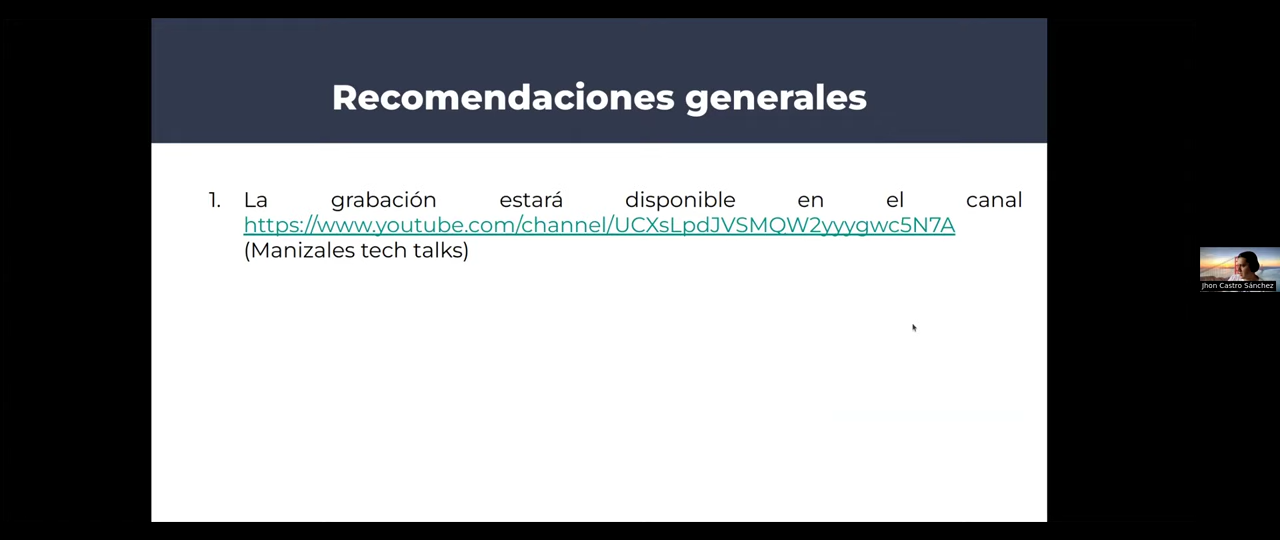 Recomendaciones generales
1. La grabación estará disponible en el canal
https://www.youtube.com/channel/UCXsLpdJVSMQW2yyygwc5N7A
(Manizales tech talks)
Jhon Castro Sánchez